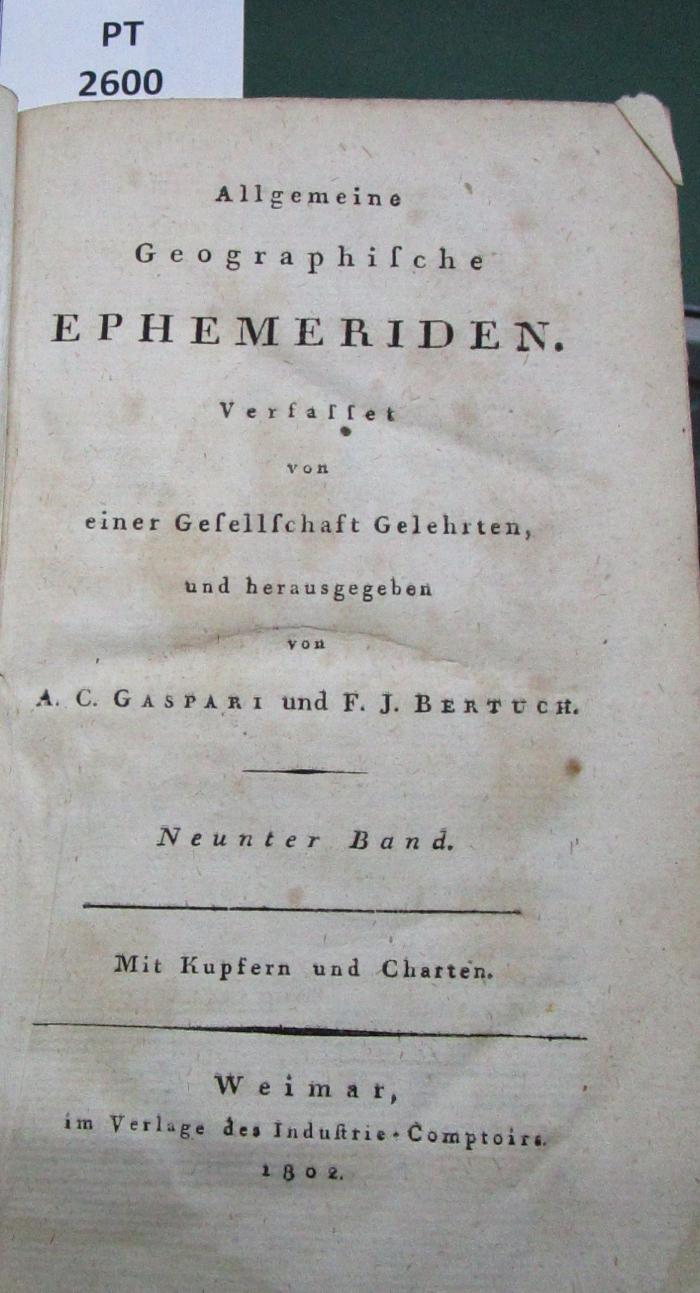 PT
2600
Allgemeine
Geographiſche
EPHEMERIDEN.
Verfaſſet
von
einer Geſellſchaft Gelehrten,
und herausgegeben
von
A. C. GASPARI und F. J. BERTUCH.
Neunter Band.
Mit Kupfern und Charten.
Weimar,
im Verlage des Induſtrie-Comptoirs.
1802.